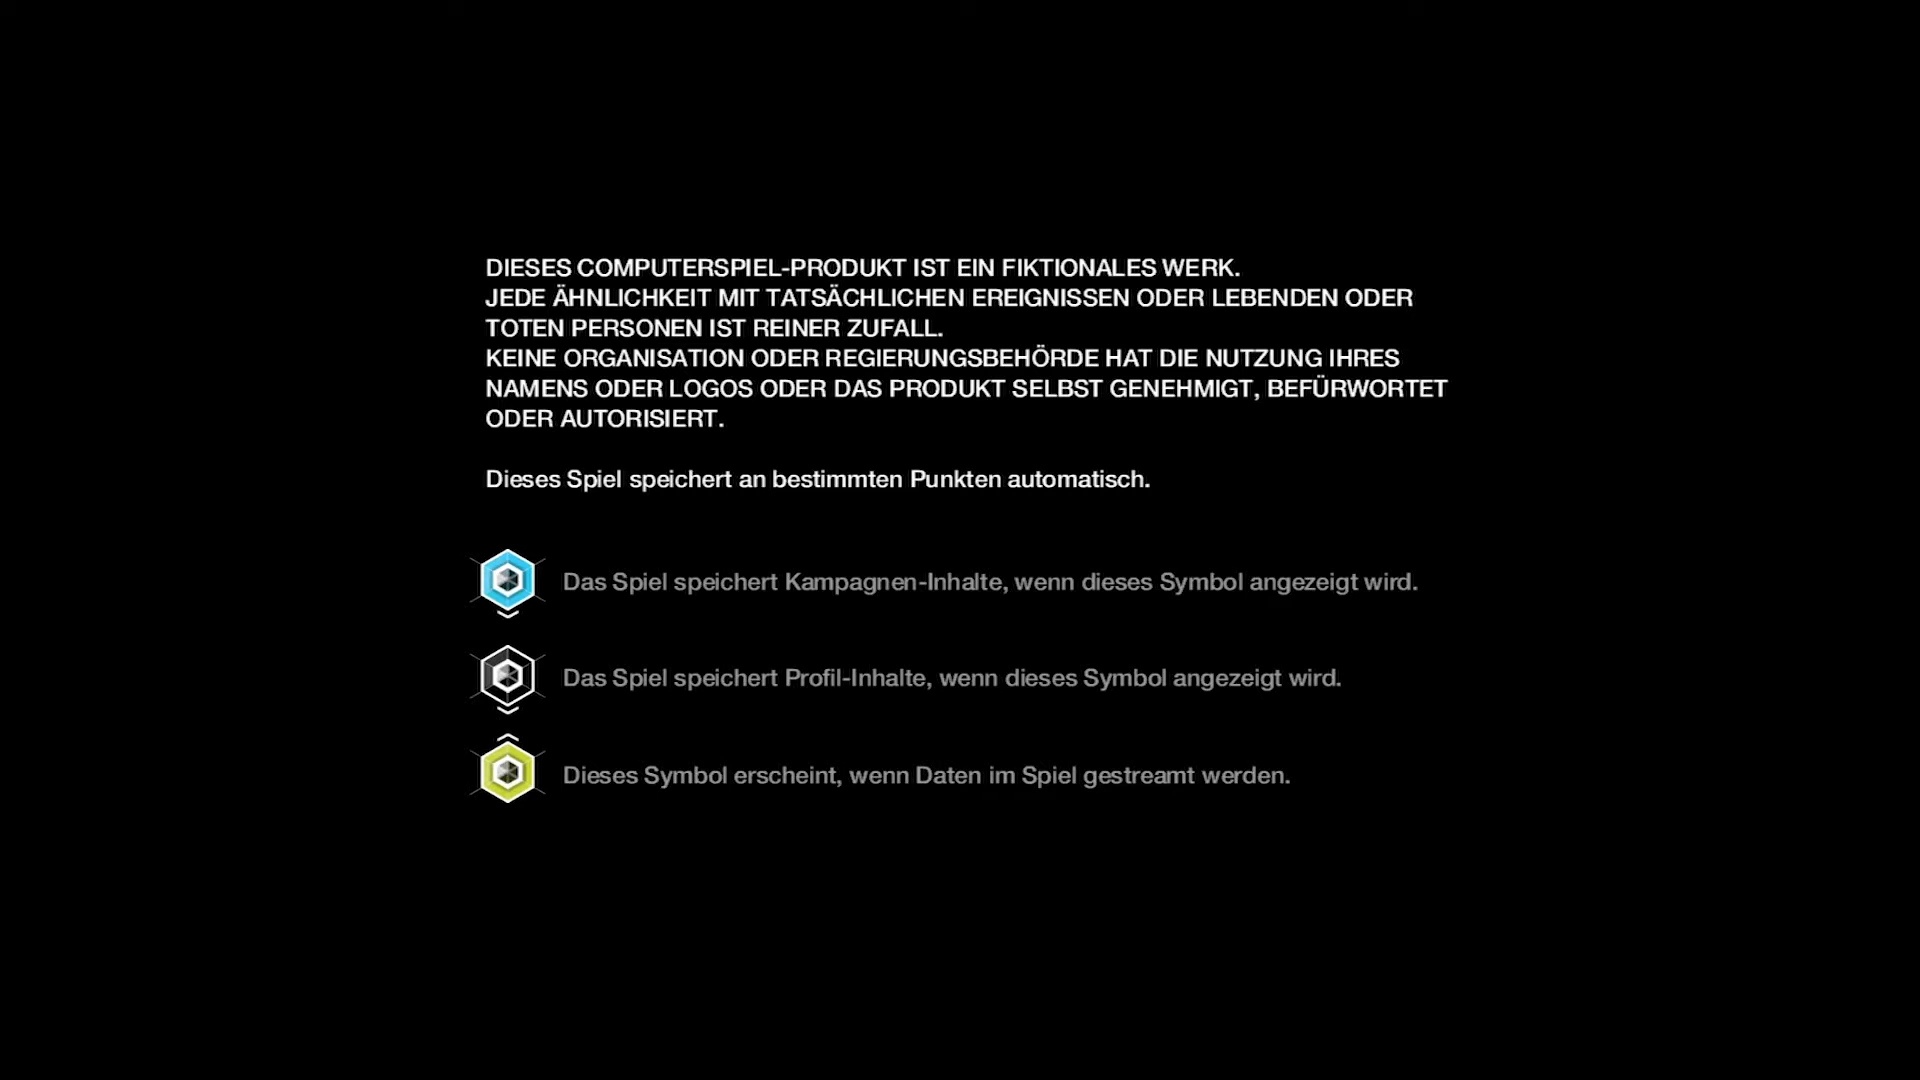 DIESES COMPUTERSPIEL-PRODUKT IST EIN FIKTIONALES WERK.
JEDE ÄHNLICHKEIT MIT TATSÄCHLICHEN EREIGNISSEN ODER LEBENDEN ODER
TOTEN PERSONEN IST REINER ZUFALL.
KEINE ORGANISATION ODER REGIERUNGSBEHÖRDE HAT DIE NUTZUNG IHRES
NAMENS ODER LOGOS ODER DAS PRODUKT SELBST GENEHMIGT, BEFÜRWORTET
ODER AUTORISIERT.
Dieses Spiel speichert an bestimmten Punkten automatisch.
Das Spiel speichert Kampagnen-Inhalte, wenn dieses Symbol angezeigt wird.
Das Spiel speichert Profil-Inhalte, wenn dieses Symbol angezeigt wird.
Dieses Symbol erscheint, wenn Daten im Spiel gestreamt werden.